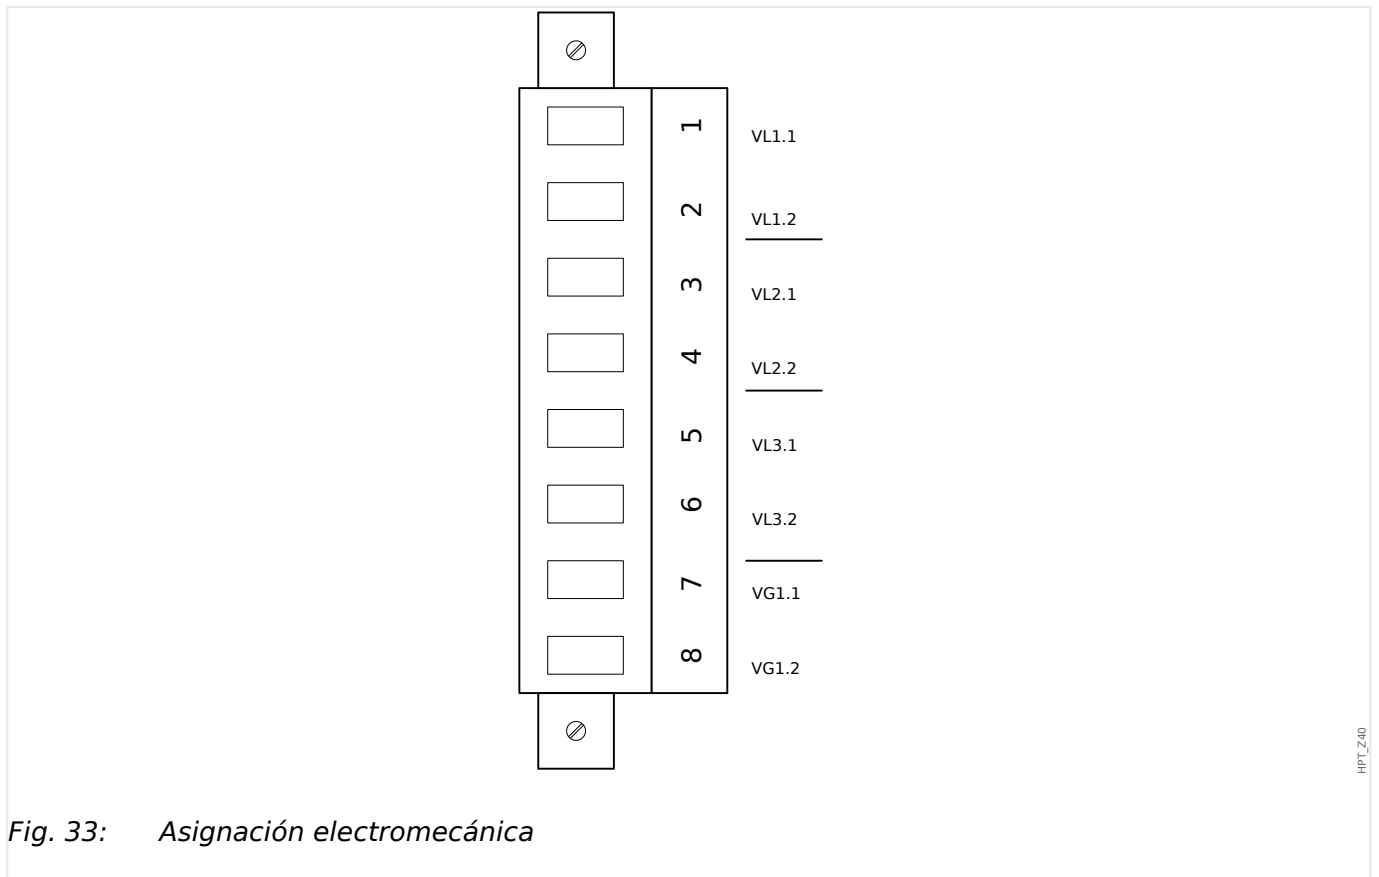 1 VL1.1
2 VL1.2
3 VL2.1
4 VL2.2
5 VL3.1
6 VL3.2
7 VG1.1
8 VG1.2
HPT_Z40
Fig. 33: Asignación electromecánica